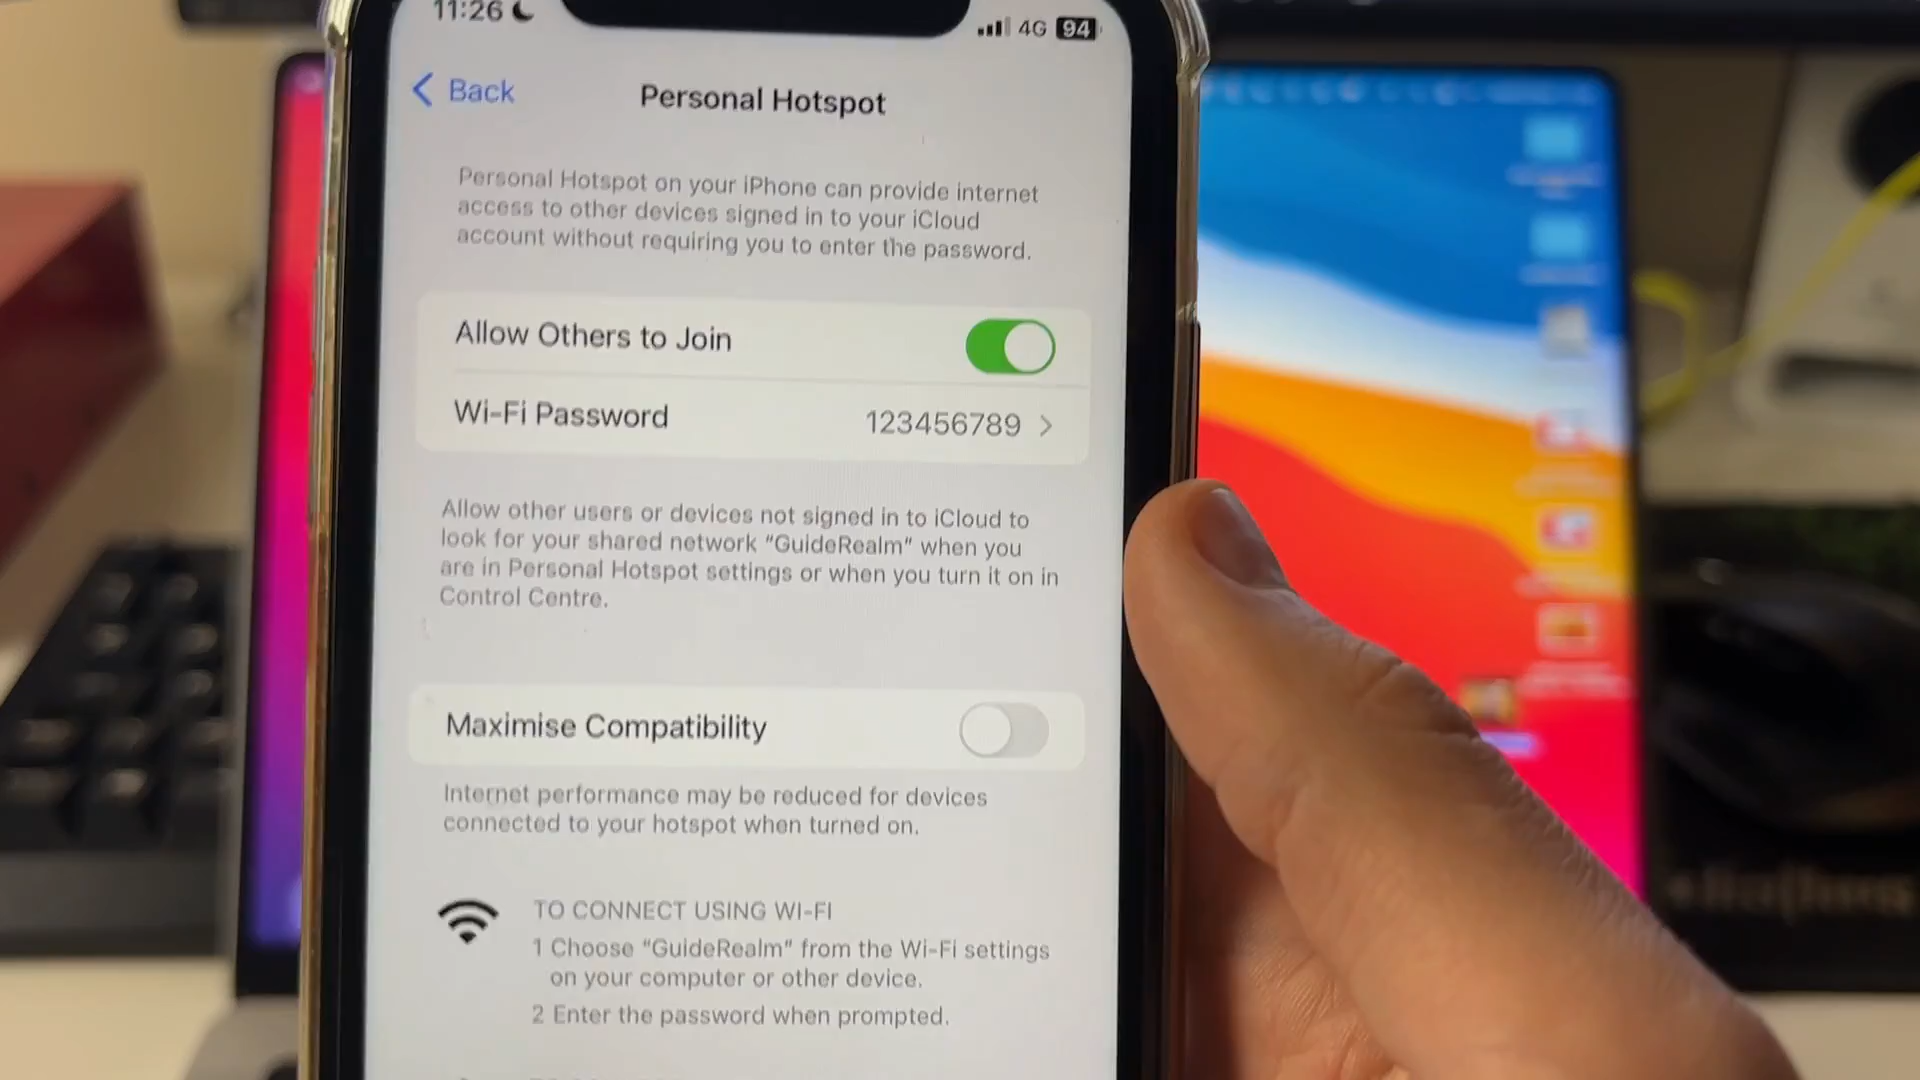 11:26
4G 94
Back
Personal Hotspot
Personal Hotspot on your iPhone can provide internet
access to other devices signed in to your iCloud
account without requiring you to enter the password.
Allow Others to Join
Wi-Fi Password 123456789
Allow other users or devices not signed in to iCloud to
look for your shared network “GuideRealm” when you
are in Personal Hotspot settings or when you turn it on in
Control Centre.
Maximise Compatibility
Internet performance may be reduced for devices
connected to your hotspot when turned on.
TO CONNECT USING WI-FI
1 Choose “GuideRealm” from the Wi-Fi settings
on your computer or other device.
2 Enter the password when prompted.